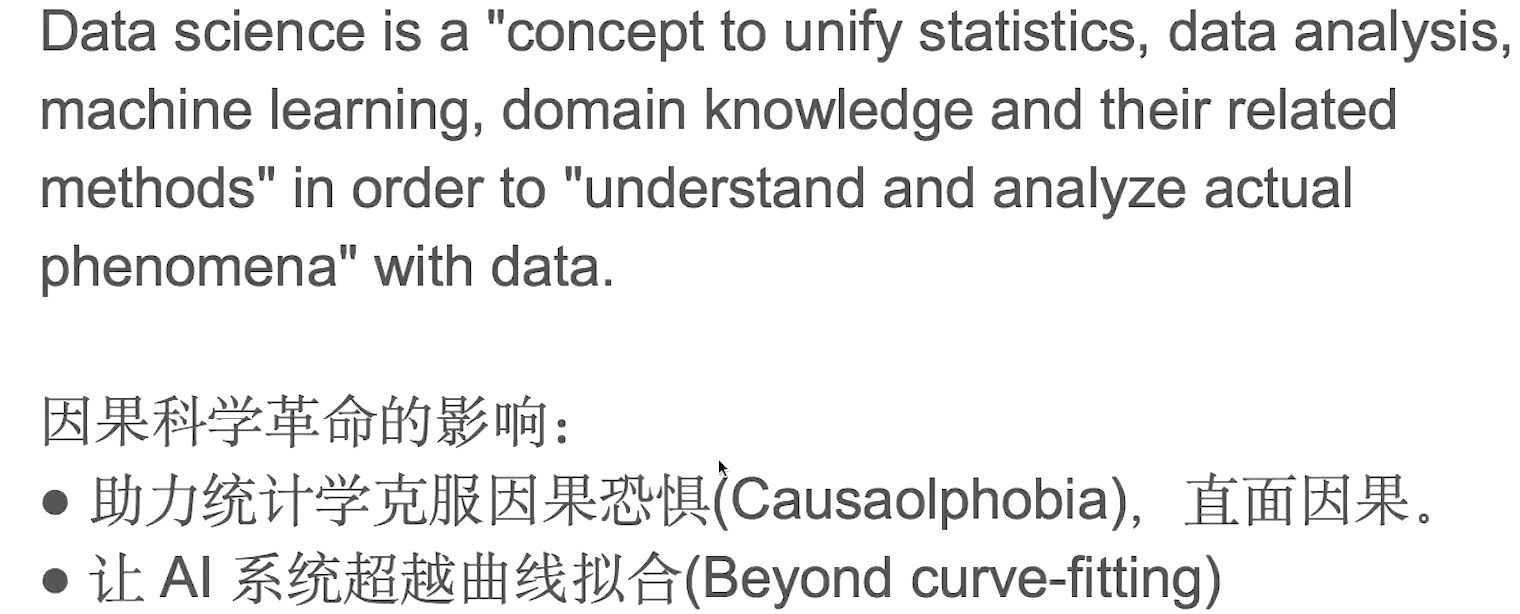 Data science is a "concept to unify statistics, data analysis,
machine learning, domain knowledge and their related
methods" in order to "understand and analyze actual
phenomena" with data.
因果科学革命的影响：
● 助力统计学克服因果恐惧(Causaolphobia)，直面因果。
● 让 AI 系统超越曲线拟合(Beyond curve-fitting)